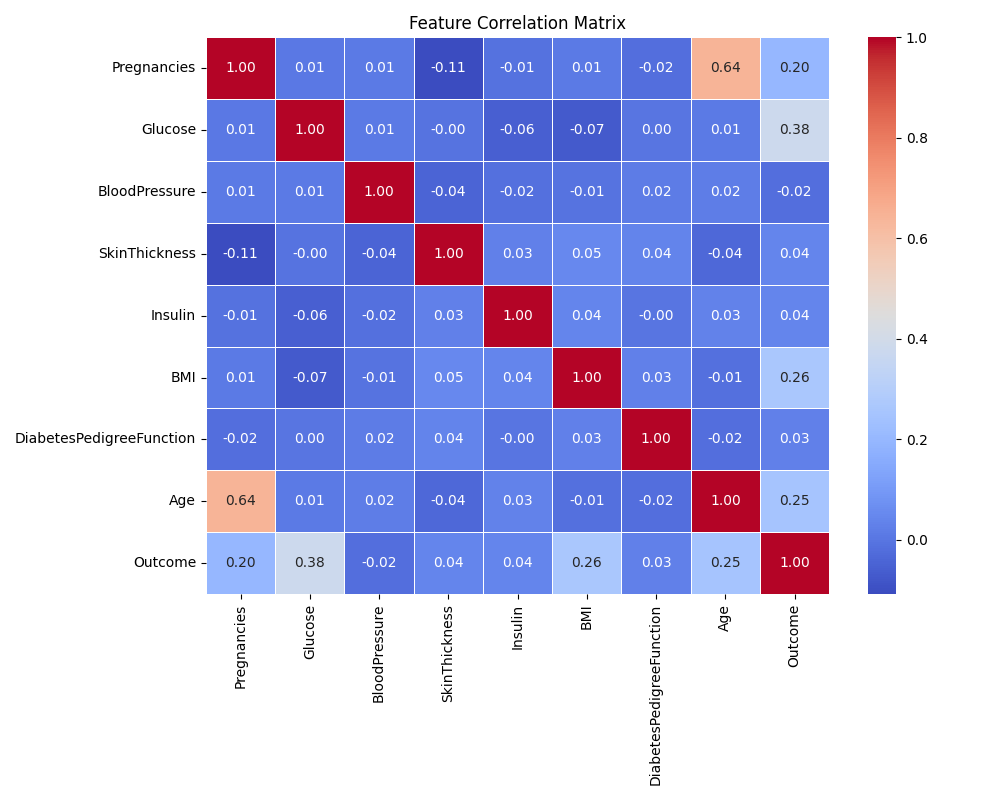 Feature Correlation Matrix
Pregnancies 1.00 0.01 0.01 -0.11 -0.01 0.01 -0.02 0.64 0.20
Glucose 0.01 1.00 0.01 -0.00 -0.06 -0.07 0.00 0.01 0.38
BloodPressure 0.01 0.01 1.00 -0.04 -0.02 -0.01 0.02 0.02 -0.02
SkinThickness -0.11 -0.00 -0.04 1.00 0.03 0.05 0.04 -0.04 0.04
Insulin -0.01 -0.06 -0.02 0.03 1.00 0.04 -0.00 0.03 0.04
BMI 0.01 -0.07 -0.01 0.05 0.04 1.00 0.03 -0.01 0.26
DiabetesPedigreeFunction -0.02 0.00 0.02 0.04 -0.00 0.03 1.00 -0.02 0.03
Age 0.64 0.01 0.02 -0.04 0.03 -0.01 -0.02 1.00 0.25
Outcome 0.20 0.38 -0.02 0.04 0.04 0.26 0.03 0.25 1.00
Pregnancies
Glucose
BloodPressure
SkinThickness
Insulin
BMI
DiabetesPedigreeFunction
Age
Outcome
1.0
0.8
0.6
0.4
0.2
0.0